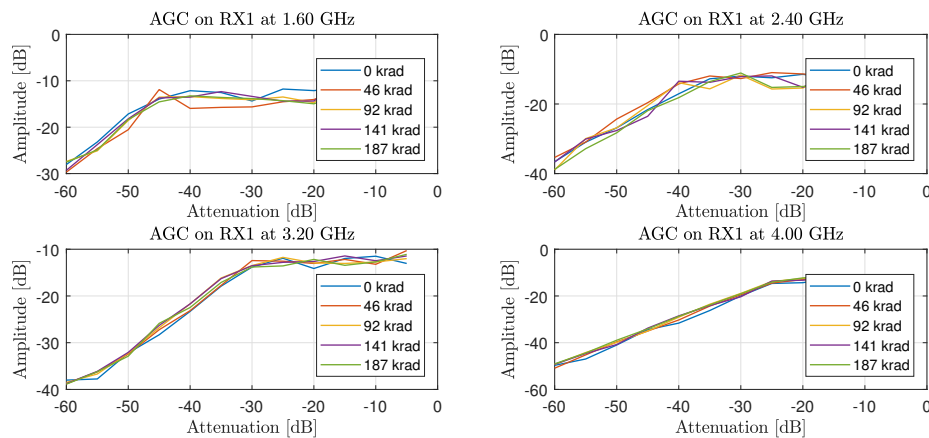 AGC on RX1 at 1.60 GHz
Amplitude [dB]
0
-10
-20
-30
-60 -50 -40 -30 -20 -10 0
Attenuation [dB]
0 krad
46 krad
92 krad
141 krad
187 krad
AGC on RX1 at 2.40 GHz
Amplitude [dB]
0
-20
-40
-60 -50 -40 -30 -20 -10 0
Attenuation [dB]
0 krad
46 krad
92 krad
141 krad
187 krad
AGC on RX1 at 3.20 GHz
Amplitude [dB]
-10
-20
-30
-40
-60 -50 -40 -30 -20 -10 0
Attenuation [dB]
0 krad
46 krad
92 krad
141 krad
187 krad
AGC on RX1 at 4.00 GHz
Amplitude [dB]
0
-20
-40
-60
-60 -50 -40 -30 -20 -10 0
Attenuation [dB]
0 krad
46 krad
92 krad
141 krad
187 krad